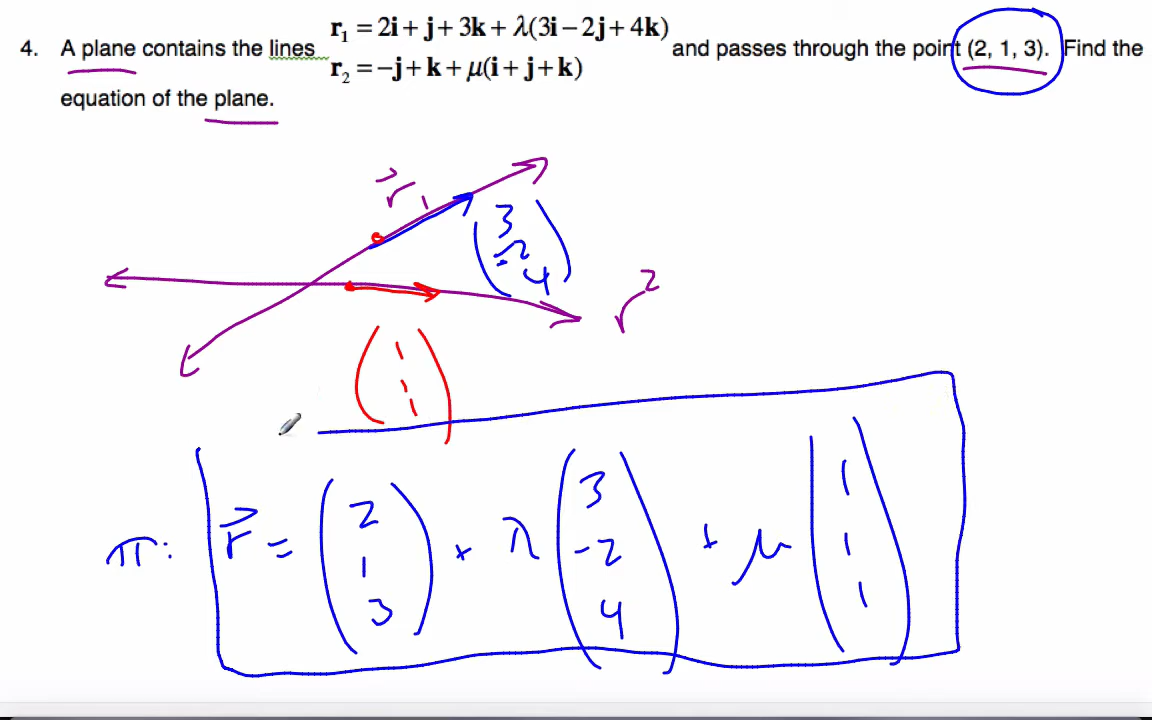 4. A plane contains the lines r₁ = 2i + j + 3k + λ(3i − 2j + 4k)
r₂ = −j + k + μ(i + j + k) and passes through the point (2, 1, 3). Find the
equation of the plane.
r⃗₁
(3 -2 4)
r²
(1 1 1)
π: r⃗ = (2 1 3) + λ (3 -2 4) + μ (1 1 1)